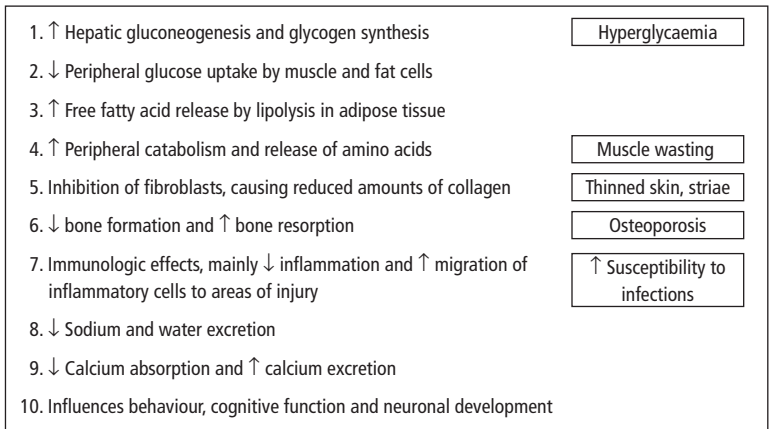 1. ↑ Hepatic gluconeogenesis and glycogen synthesis
Hyperglycaemia
2. ↓ Peripheral glucose uptake by muscle and fat cells
3. ↑ Free fatty acid release by lipolysis in adipose tissue
4. ↑ Peripheral catabolism and release of amino acids
Muscle wasting
5. Inhibition of fibroblasts, causing reduced amounts of collagen
Thinned skin, striae
6. ↓ bone formation and ↑ bone resorption
Osteoporosis
7. Immunologic effects, mainly ↓ inflammation and ↑ migration of
inflammatory cells to areas of injury
↑ Susceptibility to
infections
8. ↓ Sodium and water excretion
9. ↓ Calcium absorption and ↑ calcium excretion
10. Influences behaviour, cognitive function and neuronal development